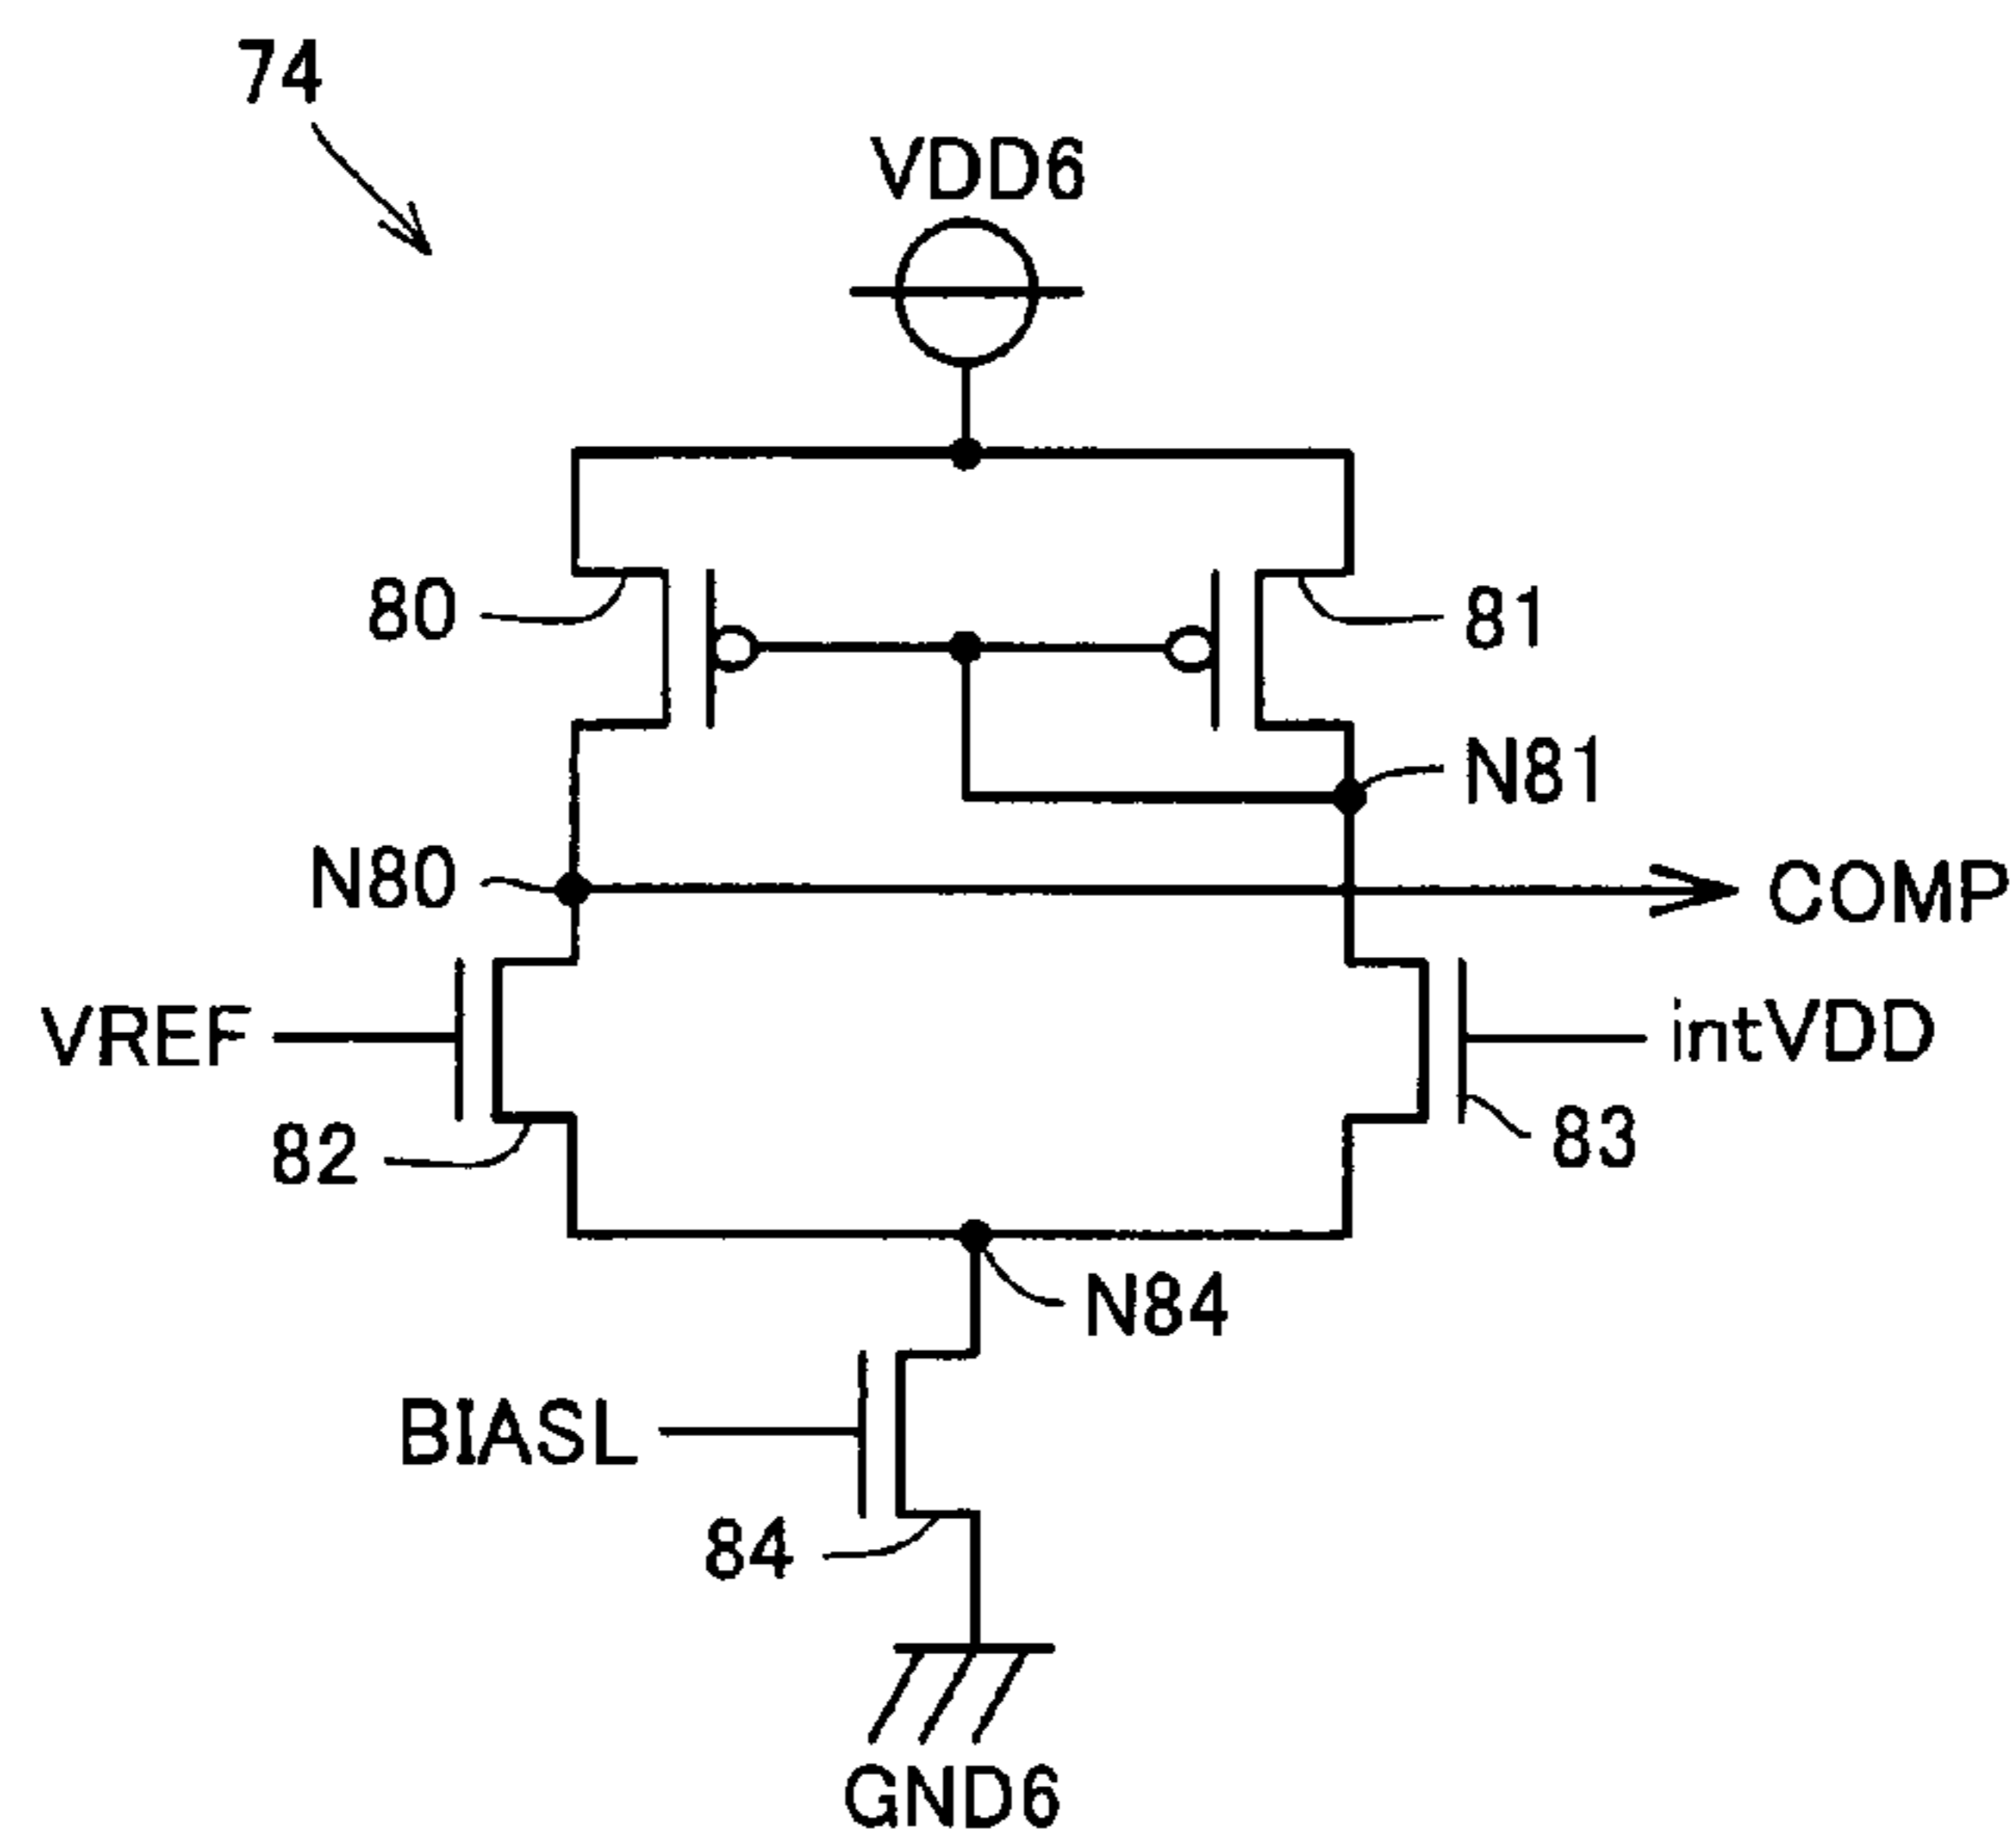 74
VDD6
80
81
N81
N80
COMP
VREF
intVDD
82
83
N84
BIASL
84
GND6